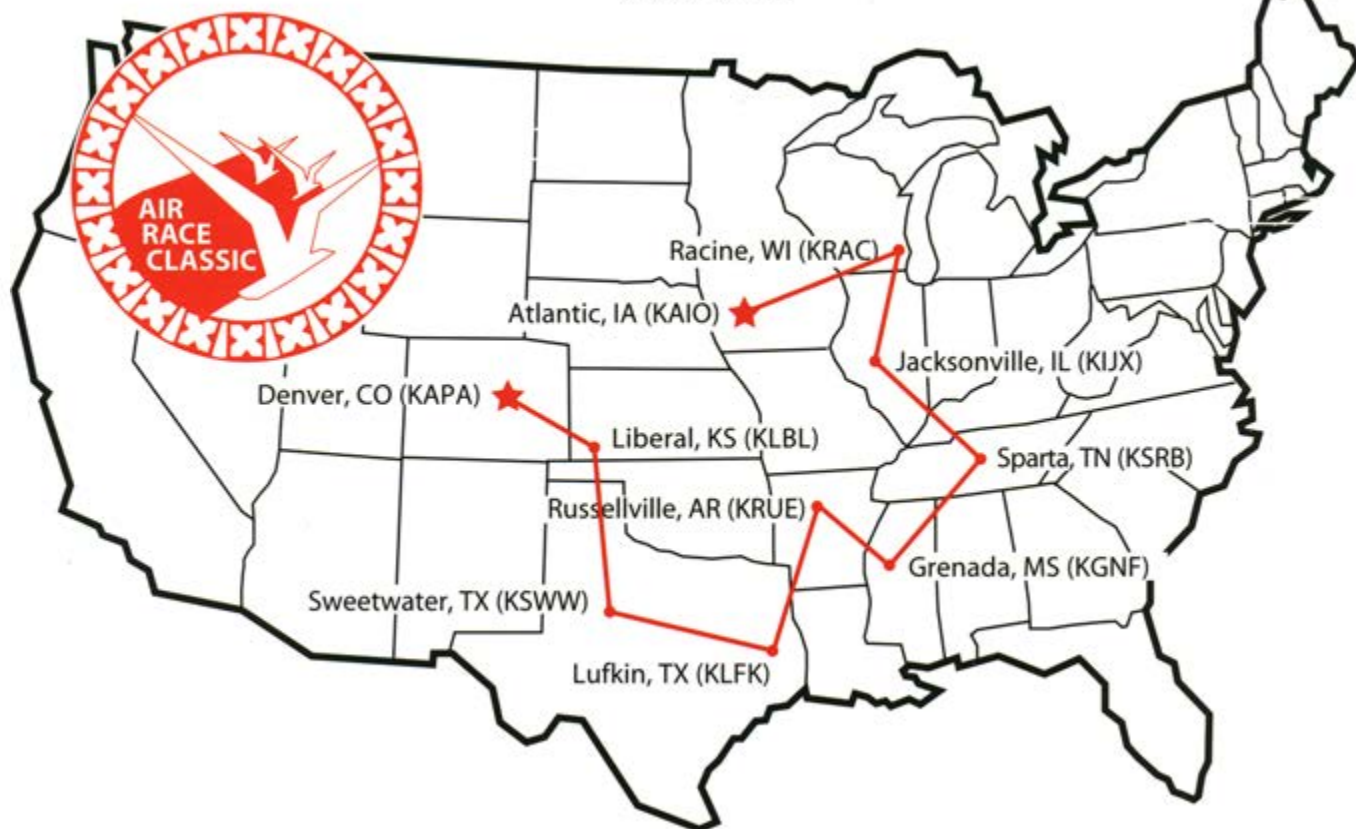 AIR
RACE
CLASSIC
Racine, WI (KRAC)
Atlantic, IA (KAIO)
Jacksonville, IL (KIJX)
Denver, CO (KAPA)
Liberal, KS (KLBL)
Sparta, TN (KSRB)
Russellville, AR (KRUE)
Grenada, MS (KGNF)
Sweetwater, TX (KSWW)
Lufkin, TX (KLFK)